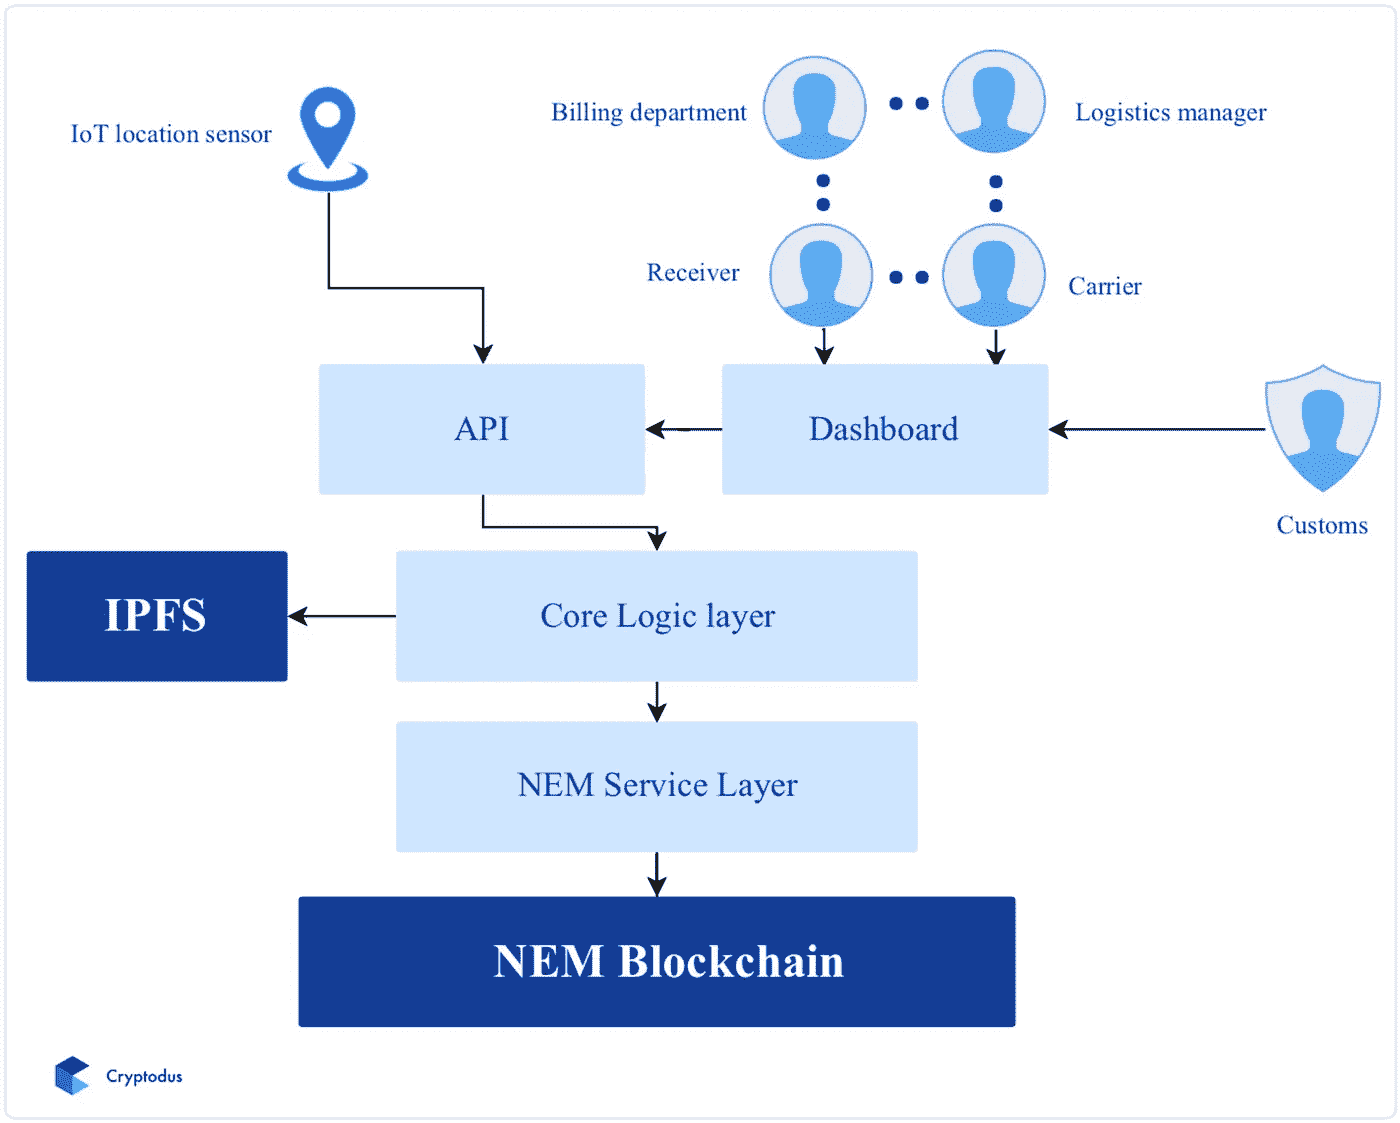 Billing department
Logistics manager
IoT location sensor
Receiver
Carrier
API
Dashboard
Customs
IPFS
Core Logic layer
NEM Service Layer
NEM Blockchain
Cryptodus